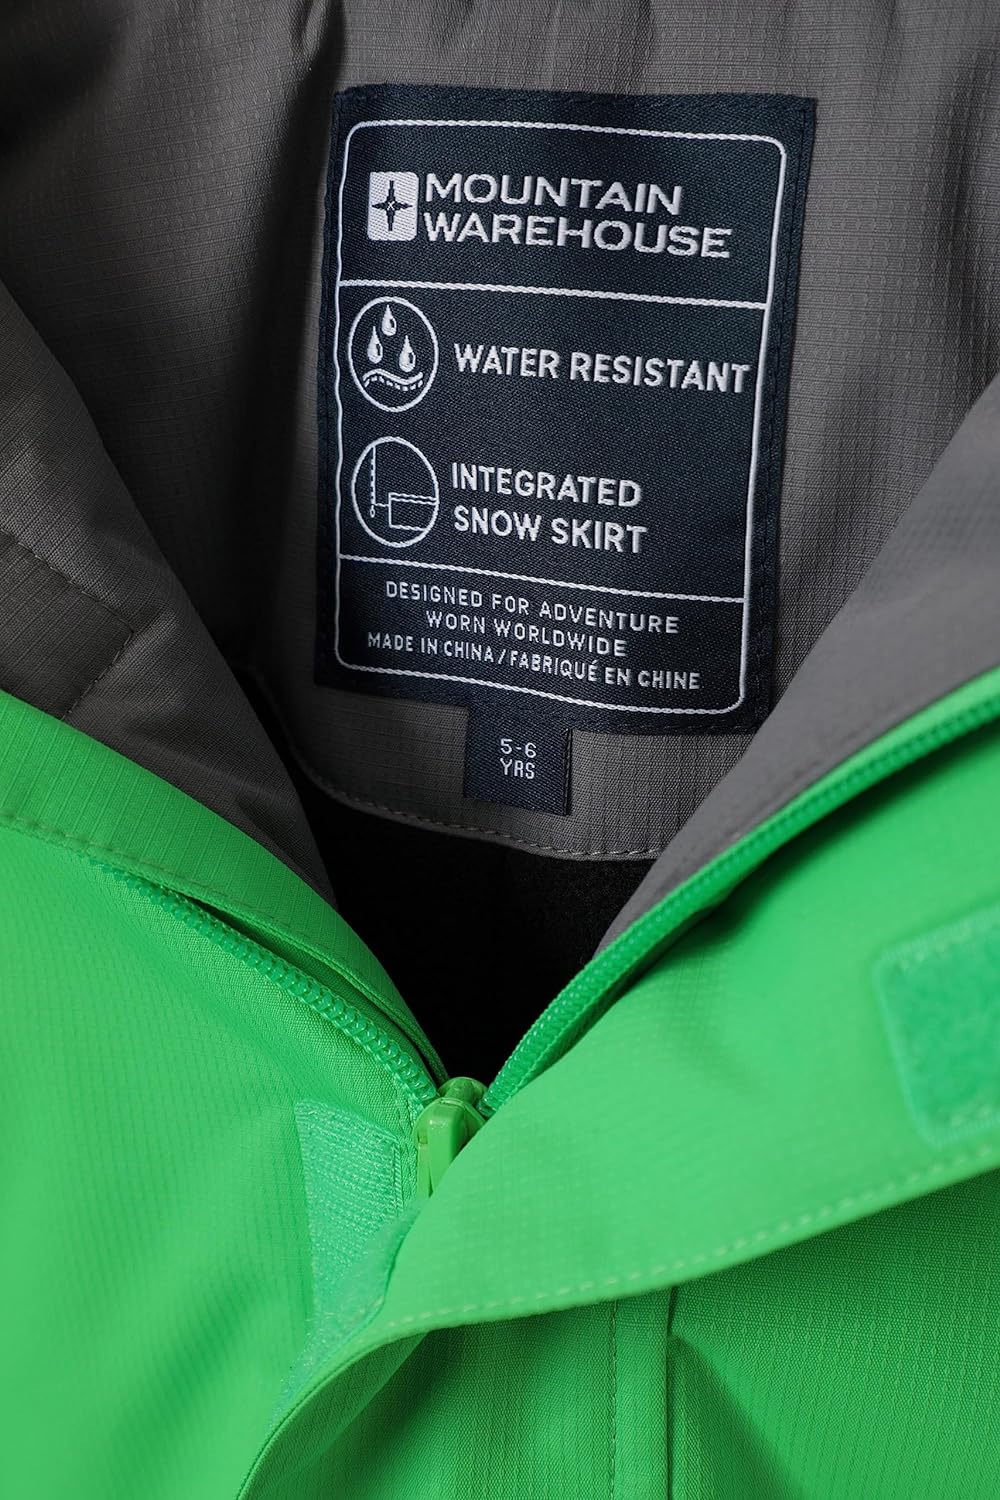 MOUNTAIN
WAREHOUSE
WATER RESISTANT
INTEGRATED
SNOW SKIRT
DESIGNED FOR ADVENTURE
WORN WORLDWIDE
MADE IN CHINA / FABRIQUÉ EN CHINE
5-6
YRS